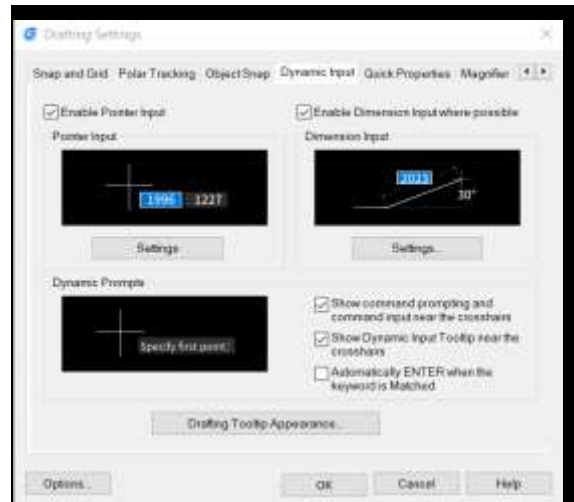 Drafting Settings
Snap and Grid Polar Tracking Object Snap Dynamic Input Quick Properties Magnifier
Enable Pointer Input
Enable Dimension Input where possible
Pointer Input
Dimension Input
1996 1227
2023
30°
Settings
Settings...
Dynamic Prompts
Specify first point:
Show command prompting and
command input near the crosshairs
Show Dynamic Input Tooltip near the
crosshairs
Automatically ENTER when the
keyword is Matched
Drafting Tooltip Appearance...
Options...
OK
Cancel
Help